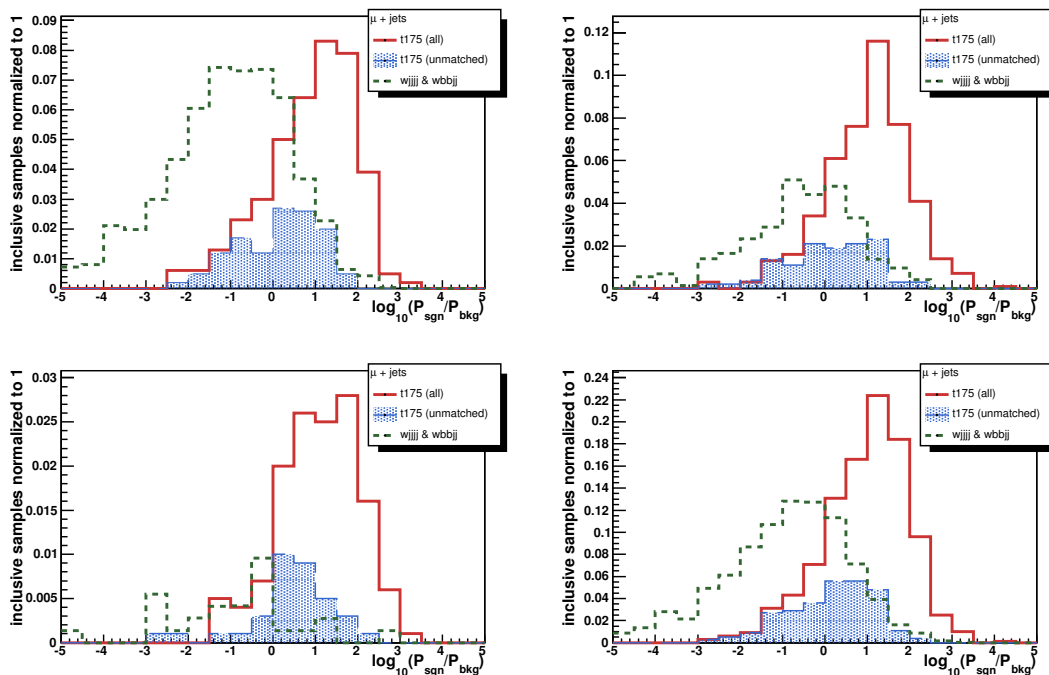 inclusive samples normalized to 1
0.09
0.08
0.07
0.06
0.05
0.04
0.03
0.02
0.01
0
-5 -4 -3 -2 -1 0 1 2 3 4 5
log10(Psgn/Pbkg)
μ + jets
t175 (all)
t175 (unmatched)
wjjjj & wbbjj
inclusive samples normalized to 1
0.12
0.1
0.08
0.06
0.04
0.02
0
-5 -4 -3 -2 -1 0 1 2 3 4 5
log10(Psgn/Pbkg)
μ + jets
t175 (all)
t175 (unmatched)
wjjjj & wbbjj
inclusive samples normalized to 1
0.03
0.025
0.02
0.015
0.01
0.005
0
-5 -4 -3 -2 -1 0 1 2 3 4 5
log10(Psgn/Pbkg)
μ + jets
t175 (all)
t175 (unmatched)
wjjjj & wbbjj
inclusive samples normalized to 1
0.24
0.22
0.2
0.18
0.16
0.14
0.12
0.1
0.08
0.06
0.04
0.02
0
-5 -4 -3 -2 -1 0 1 2 3 4 5
log10(Psgn/Pbkg)
μ + jets
t175 (all)
t175 (unmatched)
wjjjj & wbbjj